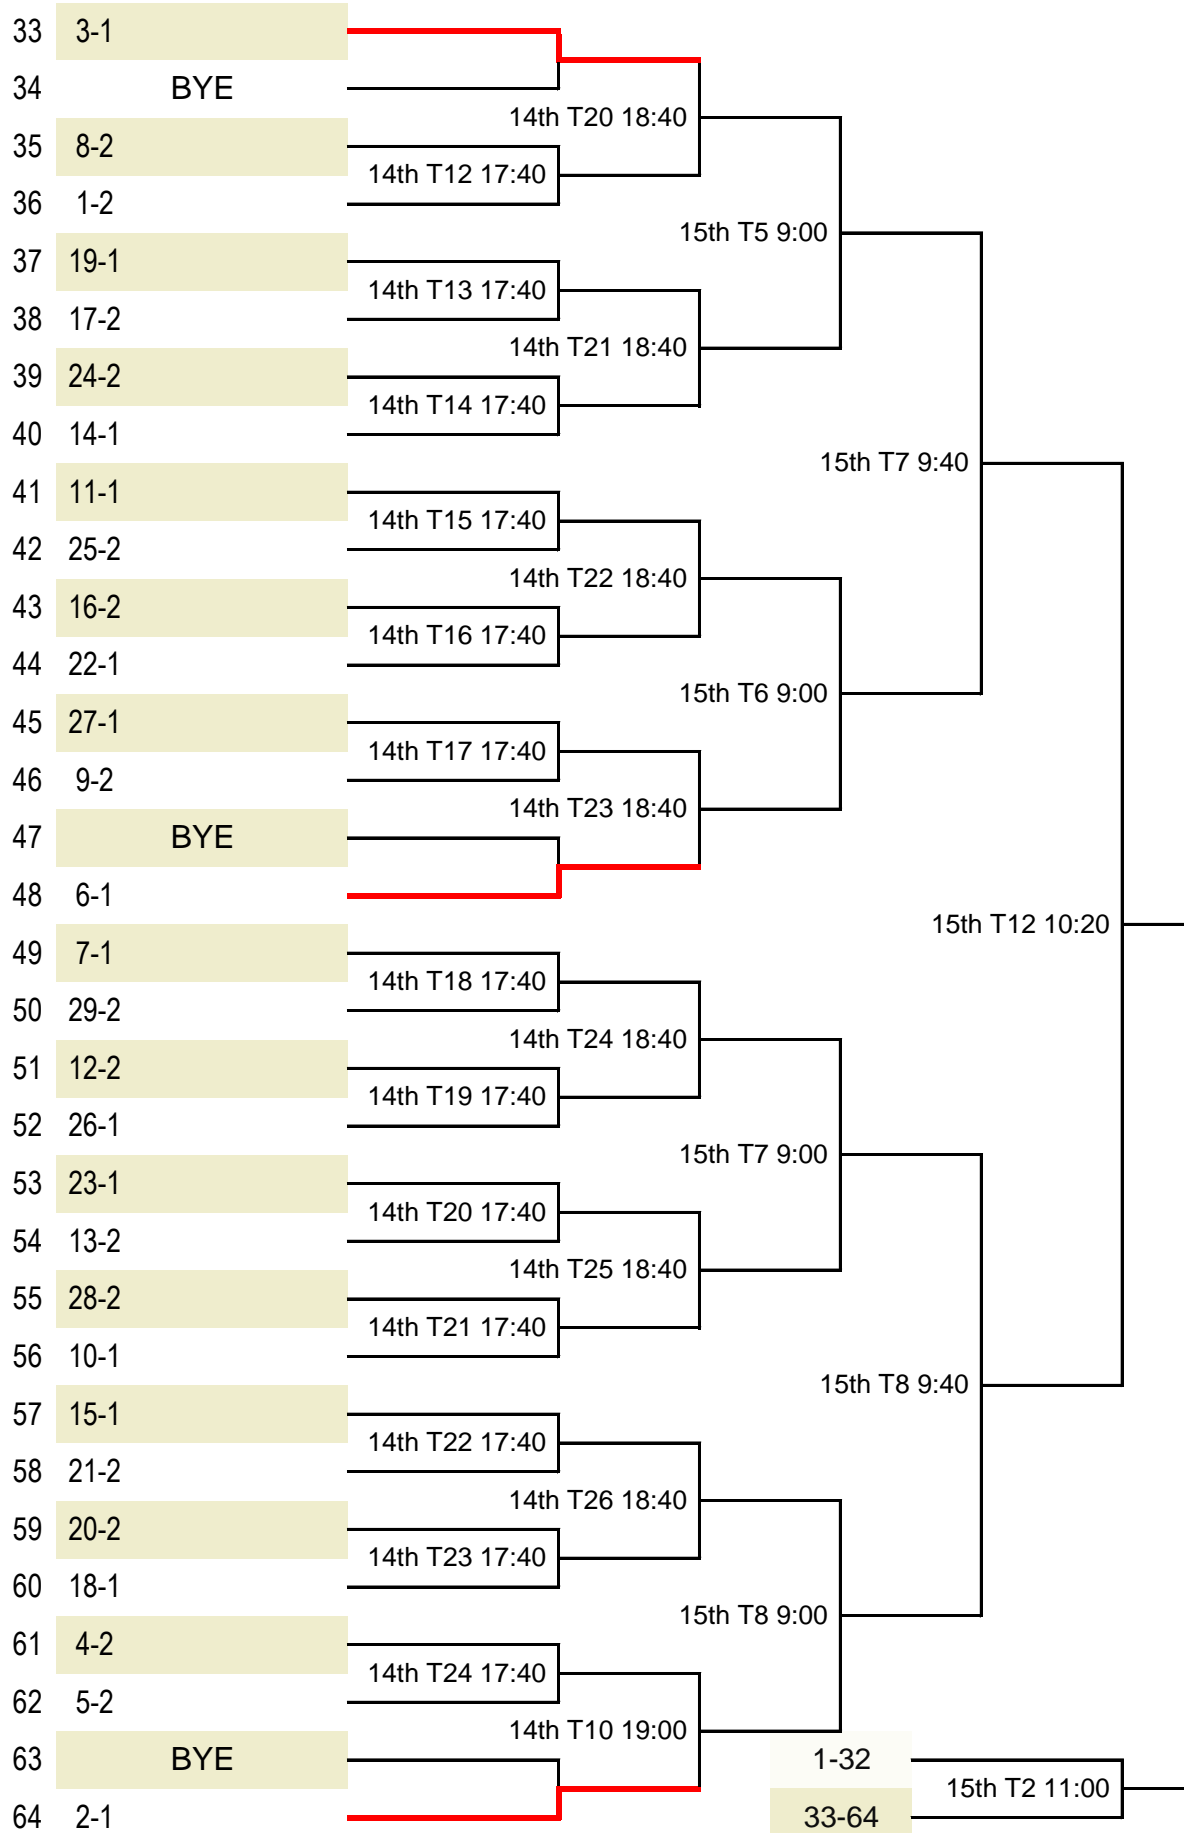 33 3-1
34 BYE
14th T20 18:40
35 8-2
14th T12 17:40
36 1-2
15th T5 9:00
37 19-1
14th T13 17:40
38 17-2
14th T21 18:40
39 24-2
14th T14 17:40
40 14-1
15th T7 9:40
41 11-1
14th T15 17:40
42 25-2
14th T22 18:40
43 16-2
14th T16 17:40
44 22-1
15th T6 9:00
45 27-1
14th T17 17:40
46 9-2
14th T23 18:40
47 BYE
48 6-1
15th T12 10:20
49 7-1
14th T18 17:40
50 29-2
14th T24 18:40
51 12-2
14th T19 17:40
52 26-1
15th T7 9:00
53 23-1
14th T20 17:40
54 13-2
14th T25 18:40
55 28-2
14th T21 17:40
56 10-1
15th T8 9:40
57 15-1
14th T22 17:40
58 21-2
14th T26 18:40
59 20-2
14th T23 17:40
60 18-1
15th T8 9:00
61 4-2
14th T24 17:40
62 5-2
14th T10 19:00
63 BYE
1-32
15th T2 11:00
64 2-1
33-64